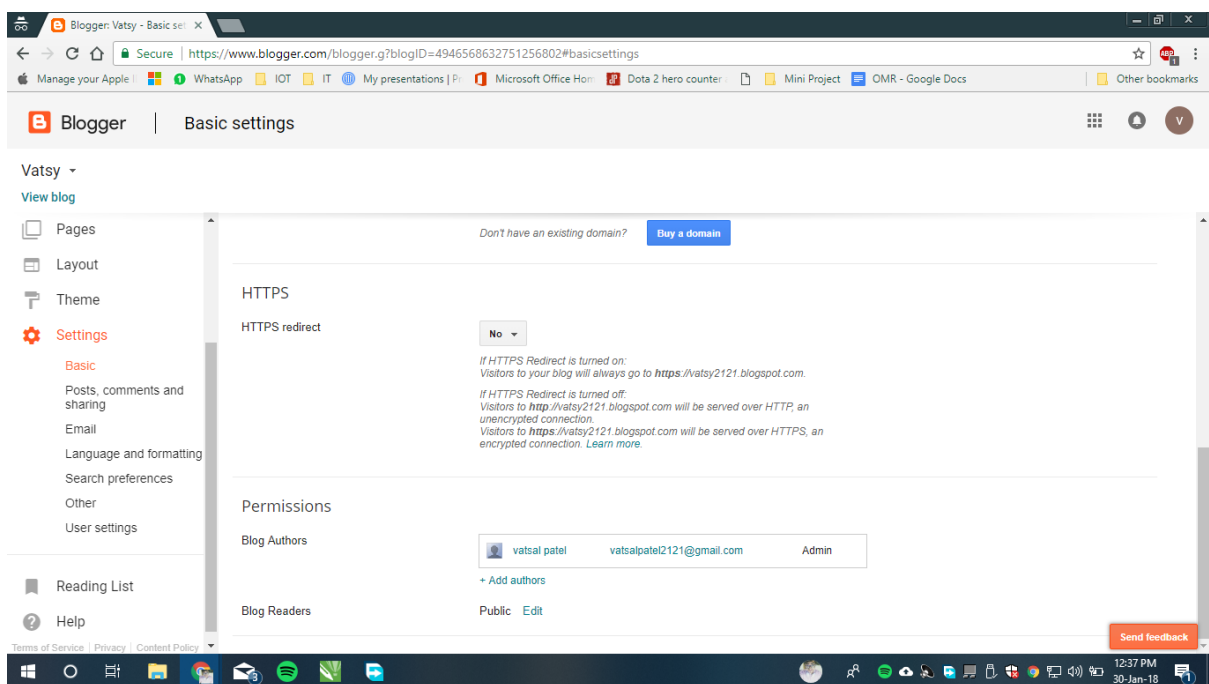 Blogger: Vatsy - Basic set
Secure | https://www.blogger.com/blogger.g?blogID=4946568632751256802#basicsettings
Manage your Apple WhatsApp IOT IT My presentations | Pr Microsoft Office Hom Dota 2 hero counter Mini Project OMR - Google Docs Other bookmarks
Blogger | Basic settings
V
Vatsy
View blog
Pages
Layout
Theme
Settings
Basic
Posts, comments and
sharing
Email
Language and formatting
Search preferences
Other
User settings
Reading List
Help
Terms of Service | Privacy | Content Policy
Don't have an existing domain? Buy a domain
HTTPS
HTTPS redirect
No
If HTTPS Redirect is turned on:
Visitors to your blog will always go to https://vatsy2121.blogspot.com.
If HTTPS Redirect is turned off:
Visitors to http://vatsy2121.blogspot.com will be served over HTTP, an
unencrypted connection.
Visitors to https://vatsy2121.blogspot.com will be served over HTTPS, an
encrypted connection. Learn more.
Permissions
Blog Authors
vatsal patel vatsalpatel2121@gmail.com Admin
+ Add authors
Blog Readers Public Edit
Send feedback
12:37 PM
30-Jan-18